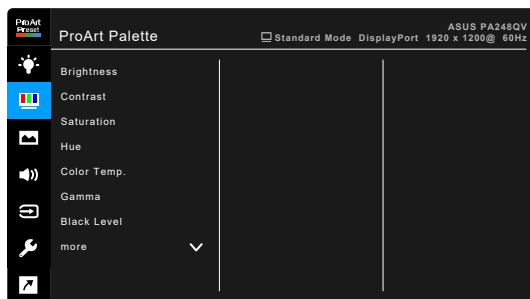 ProArt
Preset
ProArt Palette
ASUS PA248QV
Standard Mode DisplayPort 1920 x 1200@ 60Hz
Brightness
Contrast
Saturation
Hue
Color Temp.
Gamma
Black Level
more